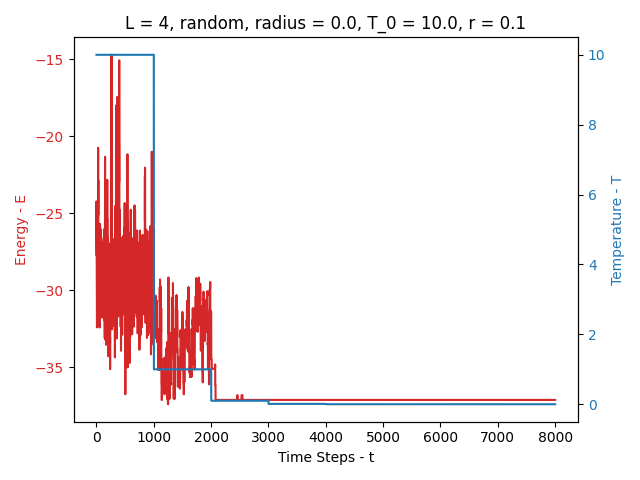 L = 4, random, radius = 0.0, T_0 = 10.0, r = 0.1
Energy - E
−15
−20
−25
−30
−35
10
8
6
4
2
0
Temperature - T
0 1000 2000 3000 4000 5000 6000 7000 8000
Time Steps - t